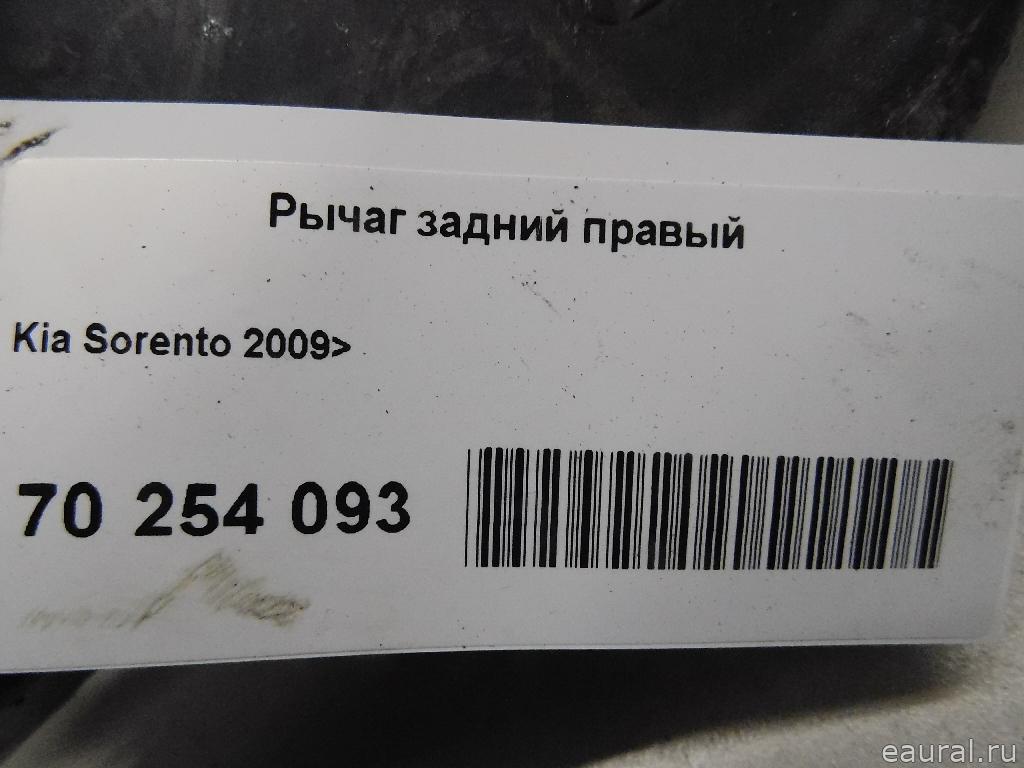 Рычаг задний правый
Kia Sorento 2009>
70 254 093
eaural.ru